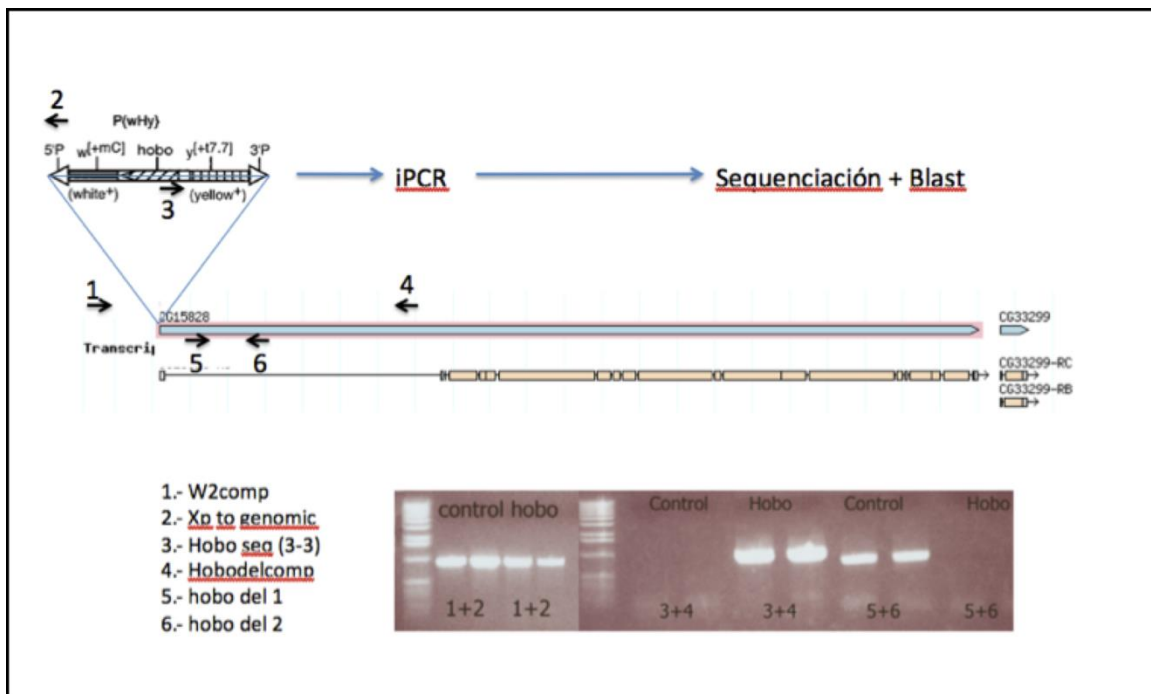 2
P{wHy}
5'P w[+mC] hobo y[+t7.7] 3'P
(white+) (yellow+)
3
iPCR
Sequenciación + Blast
1
4
CG15828
CG33299
5
6
Transcrip
CG33299-RC
CG33299-RB
1.- W2comp
2.- Xp to genomic
3.- Hobo seq (3-3)
4.- Hobodelcomp
5.- hobo del 1
6.- hobo del 2
control hobo
1+2 1+2
Control Hobo Control Hobo
3+4 3+4 5+6 5+6